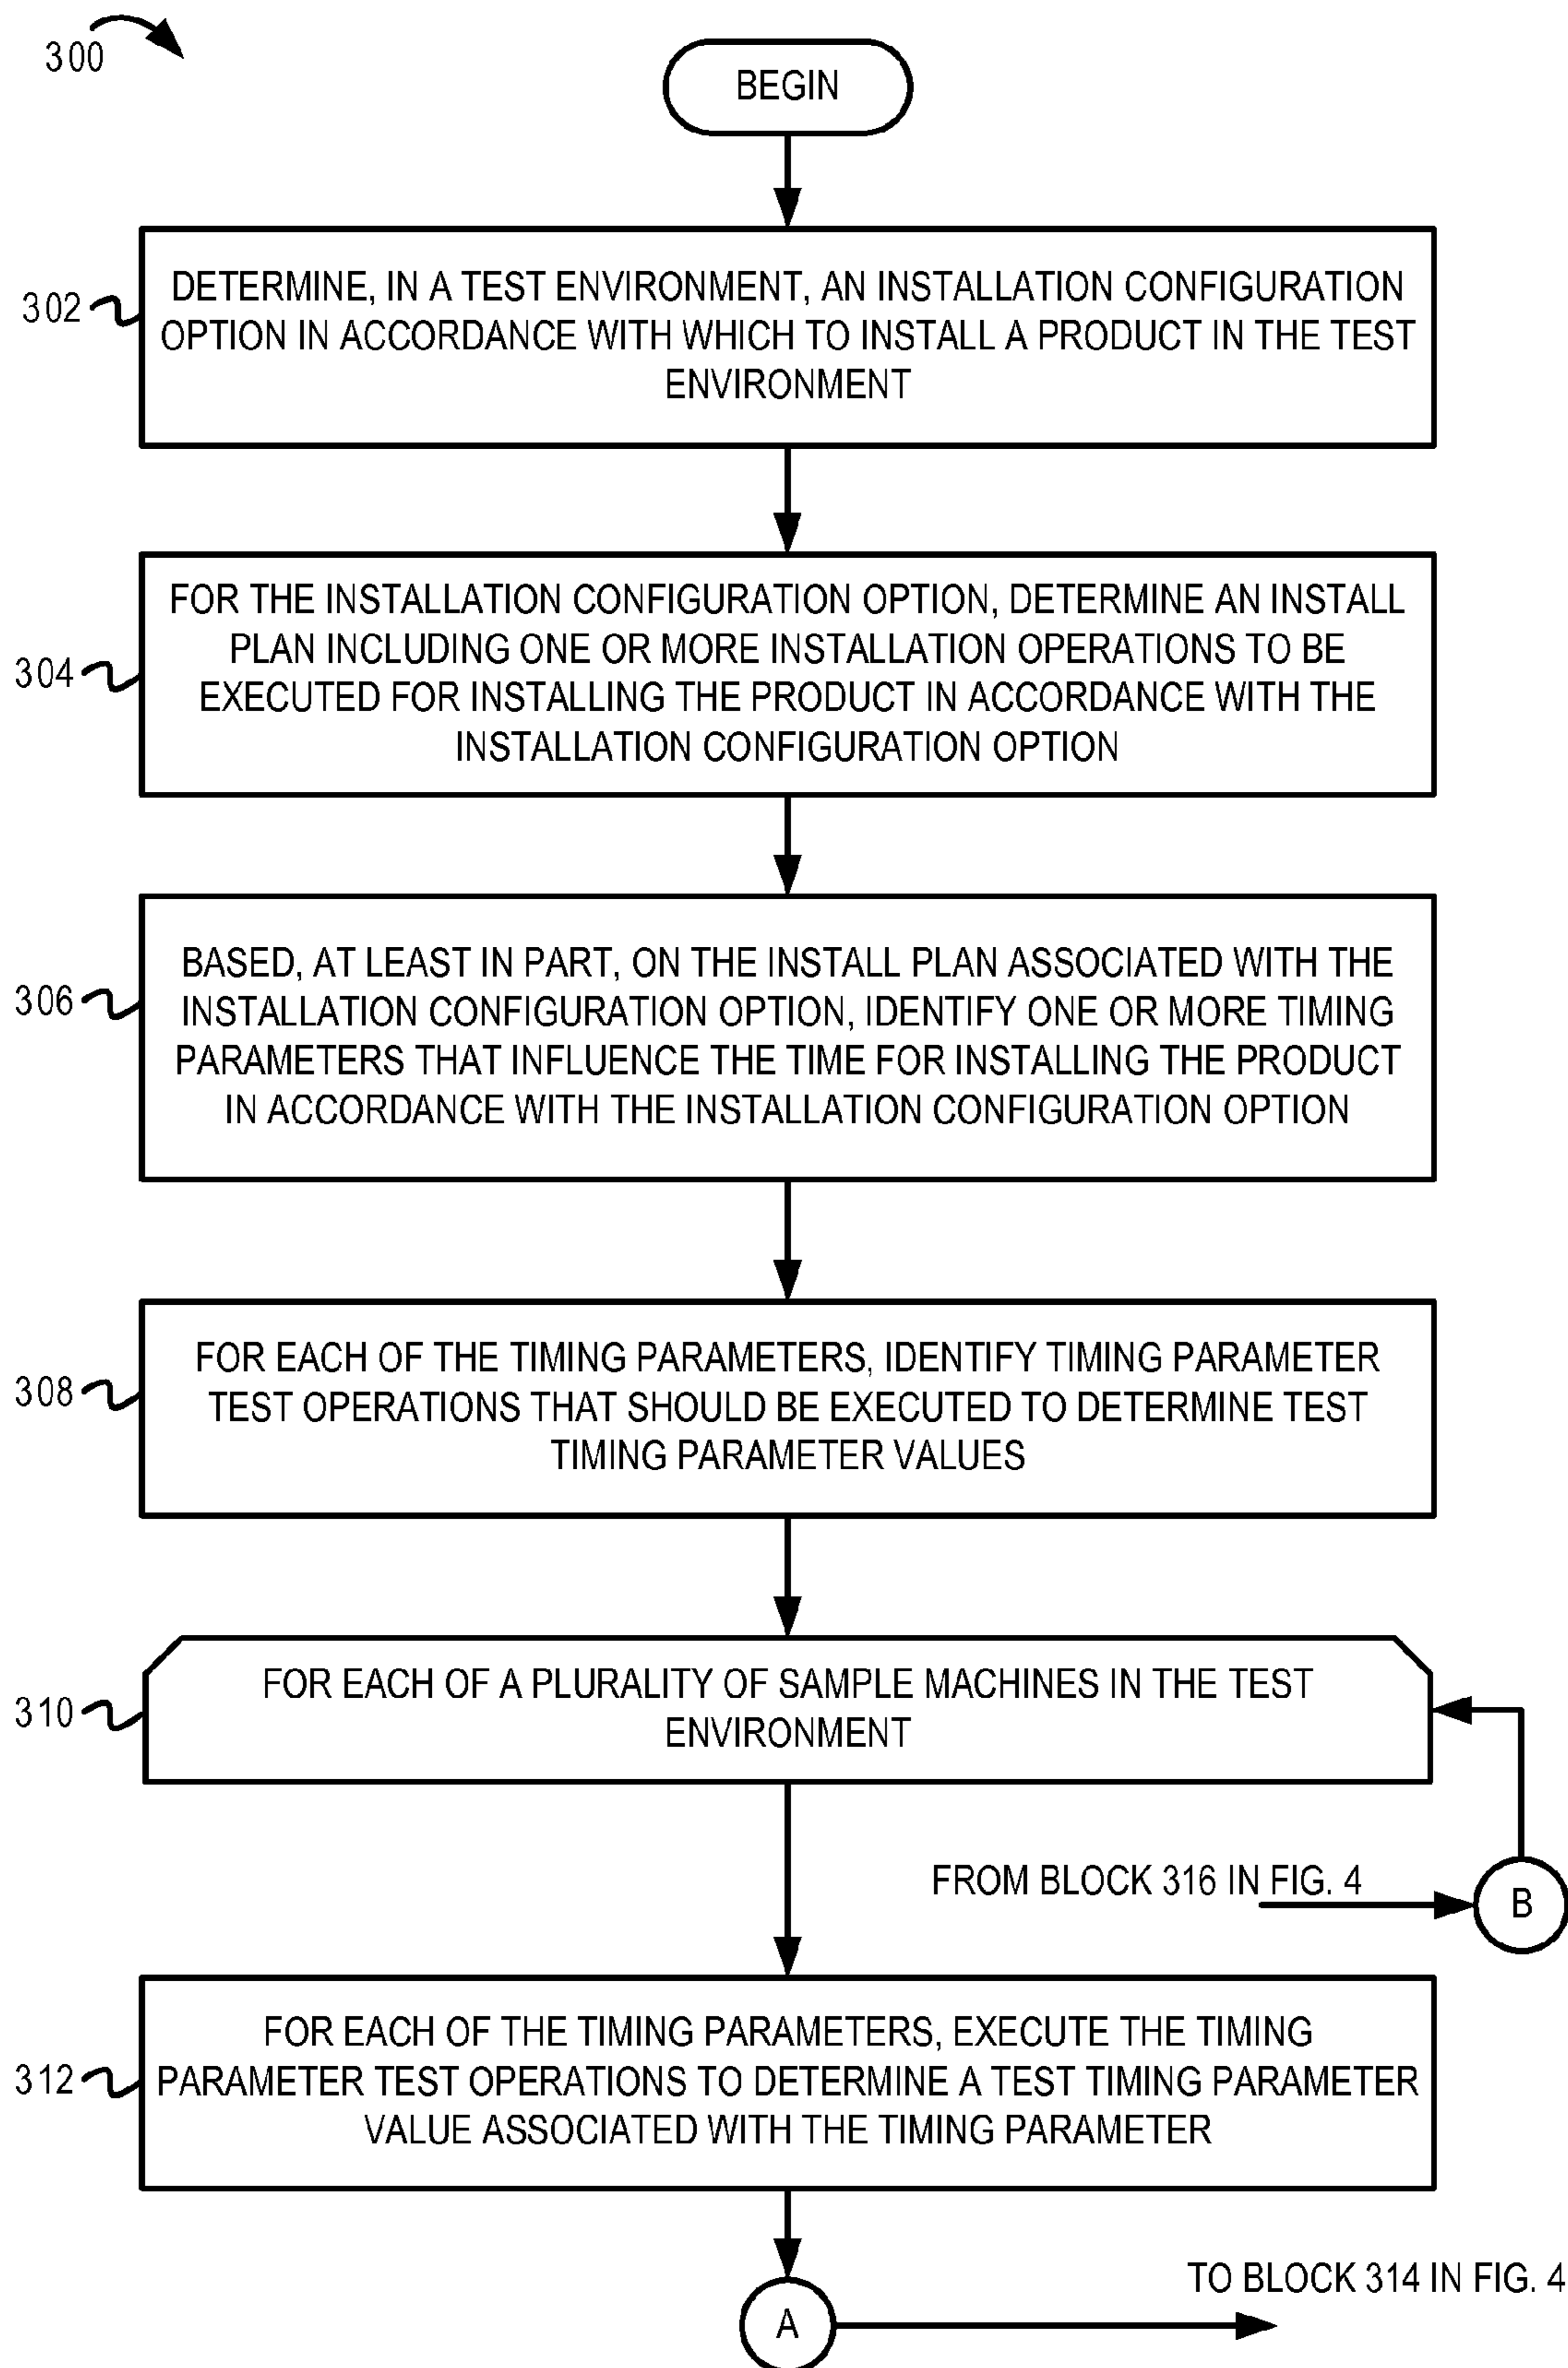 300
BEGIN
302
DETERMINE, IN A TEST ENVIRONMENT, AN INSTALLATION CONFIGURATION
OPTION IN ACCORDANCE WITH WHICH TO INSTALL A PRODUCT IN THE TEST
ENVIRONMENT
304
FOR THE INSTALLATION CONFIGURATION OPTION, DETERMINE AN INSTALL
PLAN INCLUDING ONE OR MORE INSTALLATION OPERATIONS TO BE
EXECUTED FOR INSTALLING THE PRODUCT IN ACCORDANCE WITH THE
INSTALLATION CONFIGURATION OPTION
306
BASED, AT LEAST IN PART, ON THE INSTALL PLAN ASSOCIATED WITH THE
INSTALLATION CONFIGURATION OPTION, IDENTIFY ONE OR MORE TIMING
PARAMETERS THAT INFLUENCE THE TIME FOR INSTALLING THE PRODUCT
IN ACCORDANCE WITH THE INSTALLATION CONFIGURATION OPTION
308
FOR EACH OF THE TIMING PARAMETERS, IDENTIFY TIMING PARAMETER
TEST OPERATIONS THAT SHOULD BE EXECUTED TO DETERMINE TEST
TIMING PARAMETER VALUES
310
FOR EACH OF A PLURALITY OF SAMPLE MACHINES IN THE TEST
ENVIRONMENT
FROM BLOCK 316 IN FIG. 4
B
312
FOR EACH OF THE TIMING PARAMETERS, EXECUTE THE TIMING
PARAMETER TEST OPERATIONS TO DETERMINE A TEST TIMING PARAMETER
VALUE ASSOCIATED WITH THE TIMING PARAMETER
TO BLOCK 314 IN FIG. 4
A